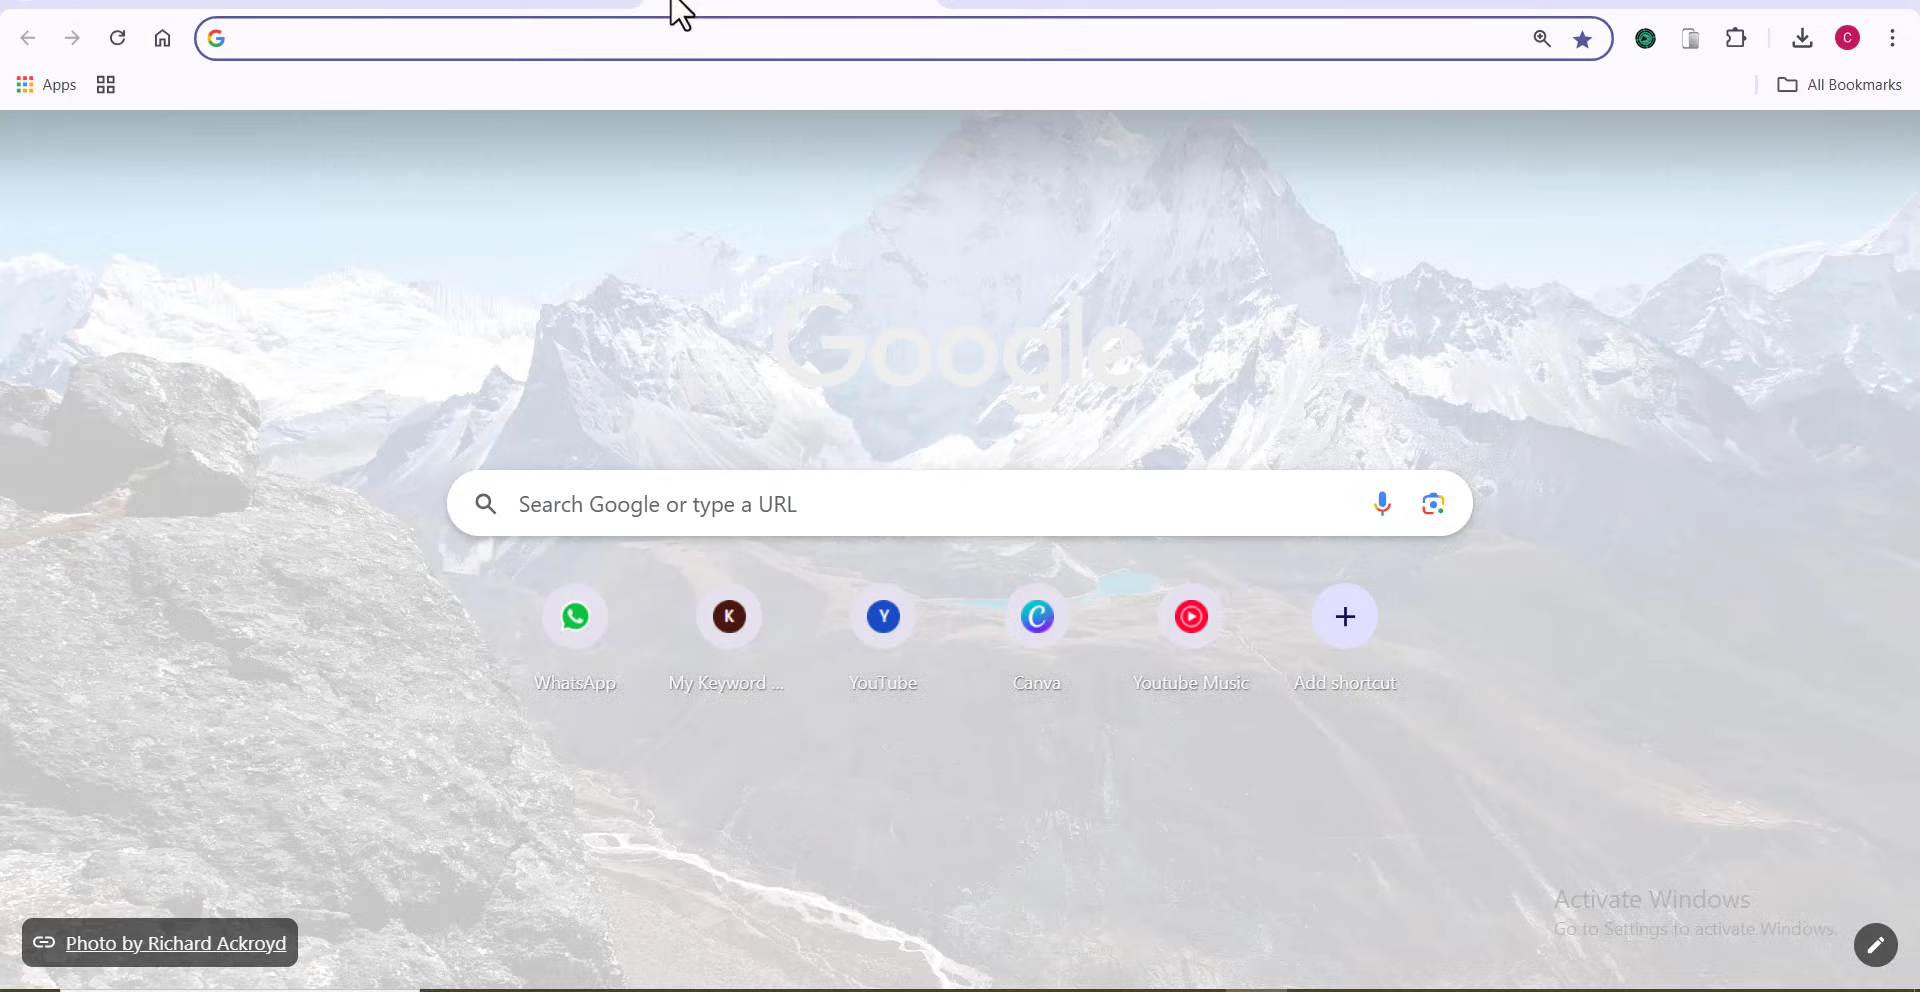 C
Apps
All Bookmarks
Google
Search Google or type a URL
K
Y
C
WhatsApp
My Keyword ...
YouTube
Canva
Youtube Music
Add shortcut
Activate Windows
Go to Settings to activate Windows.
Photo by Richard Ackroyd